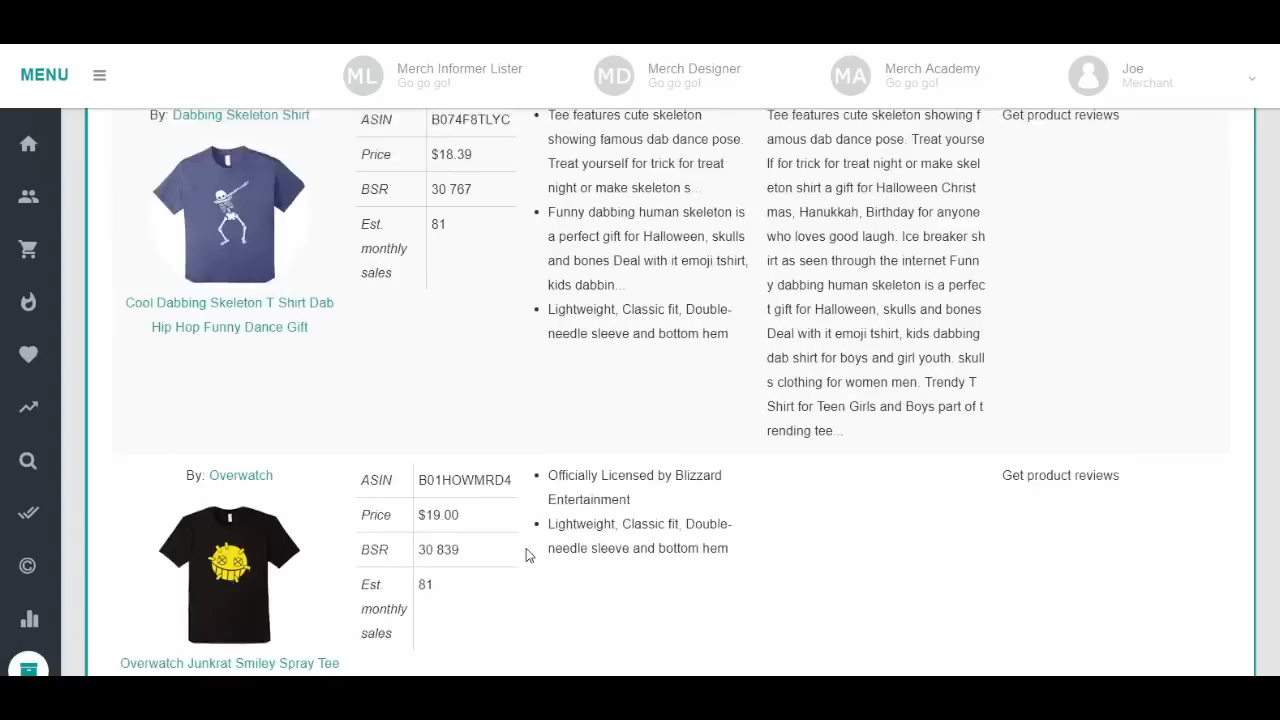 MENU
ML
Merch Informer Lister
Go go go!
MD
Merch Designer
Go go go!
MA
Merch Academy
Go go go!
Joe
Merchant
By: Dabbing Skeleton Shirt
Cool Dabbing Skeleton T Shirt Dab
Hip Hop Funny Dance Gift
ASIN B074F8TLYC
Price $18.39
BSR 30 767
Est. 81
monthly
sales
• Tee features cute skeleton
showing famous dab dance pose.
Treat yourself for trick for treat
night or make skeleton s...
• Funny dabbing human skeleton is
a perfect gift for Halloween, skulls
and bones Deal with it emoji tshirt,
kids dabbin...
• Lightweight, Classic fit, Double-
needle sleeve and bottom hem
Tee features cute skeleton showing f
amous dab dance pose. Treat yourse
lf for trick for treat night or make skel
eton shirt a gift for Halloween Christ
mas, Hanukkah, Birthday for anyone
who loves good laugh. Ice breaker sh
irt as seen through the internet Funn
y dabbing human skeleton is a perfec
t gift for Halloween, skulls and bones
Deal with it emoji tshirt, kids dabbing
dab shirt for boys and girl youth. skull
s clothing for women men. Trendy T
Shirt for Teen Girls and Boys part of t
rending tee...
Get product reviews
By: Overwatch
Overwatch Junkrat Smiley Spray Tee
ASIN B01HOWMRD4
Price $19.00
BSR 30 839
Est. 81
monthly
sales
• Officially Licensed by Blizzard
Entertainment
• Lightweight, Classic fit, Double-
needle sleeve and bottom hem
Get product reviews